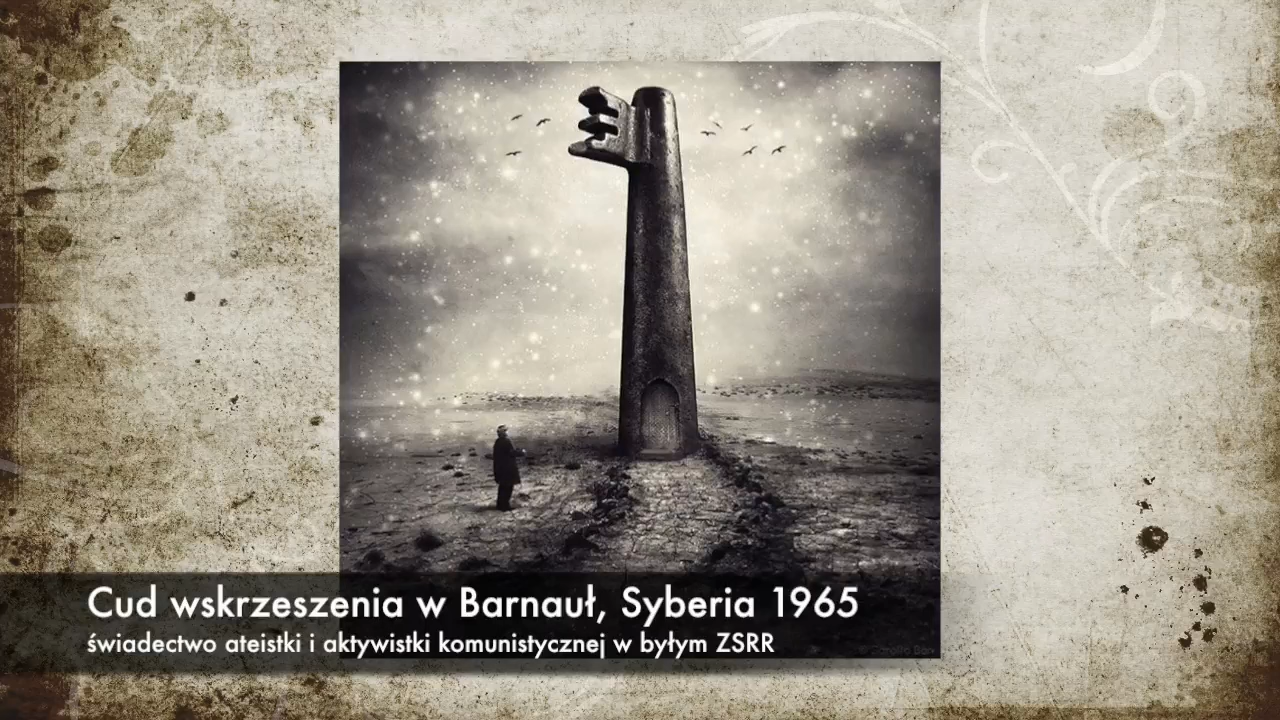 Cud wskrzeszenia w Barnauł, Syberia 1965
świadectwo ateistki i aktywistki komunistycznej w byłym ZSRR